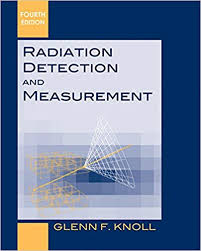 FOURTH EDITION
RADIATION
DETECTION
AND
MEASUREMENT
GLENN F. KNOLL